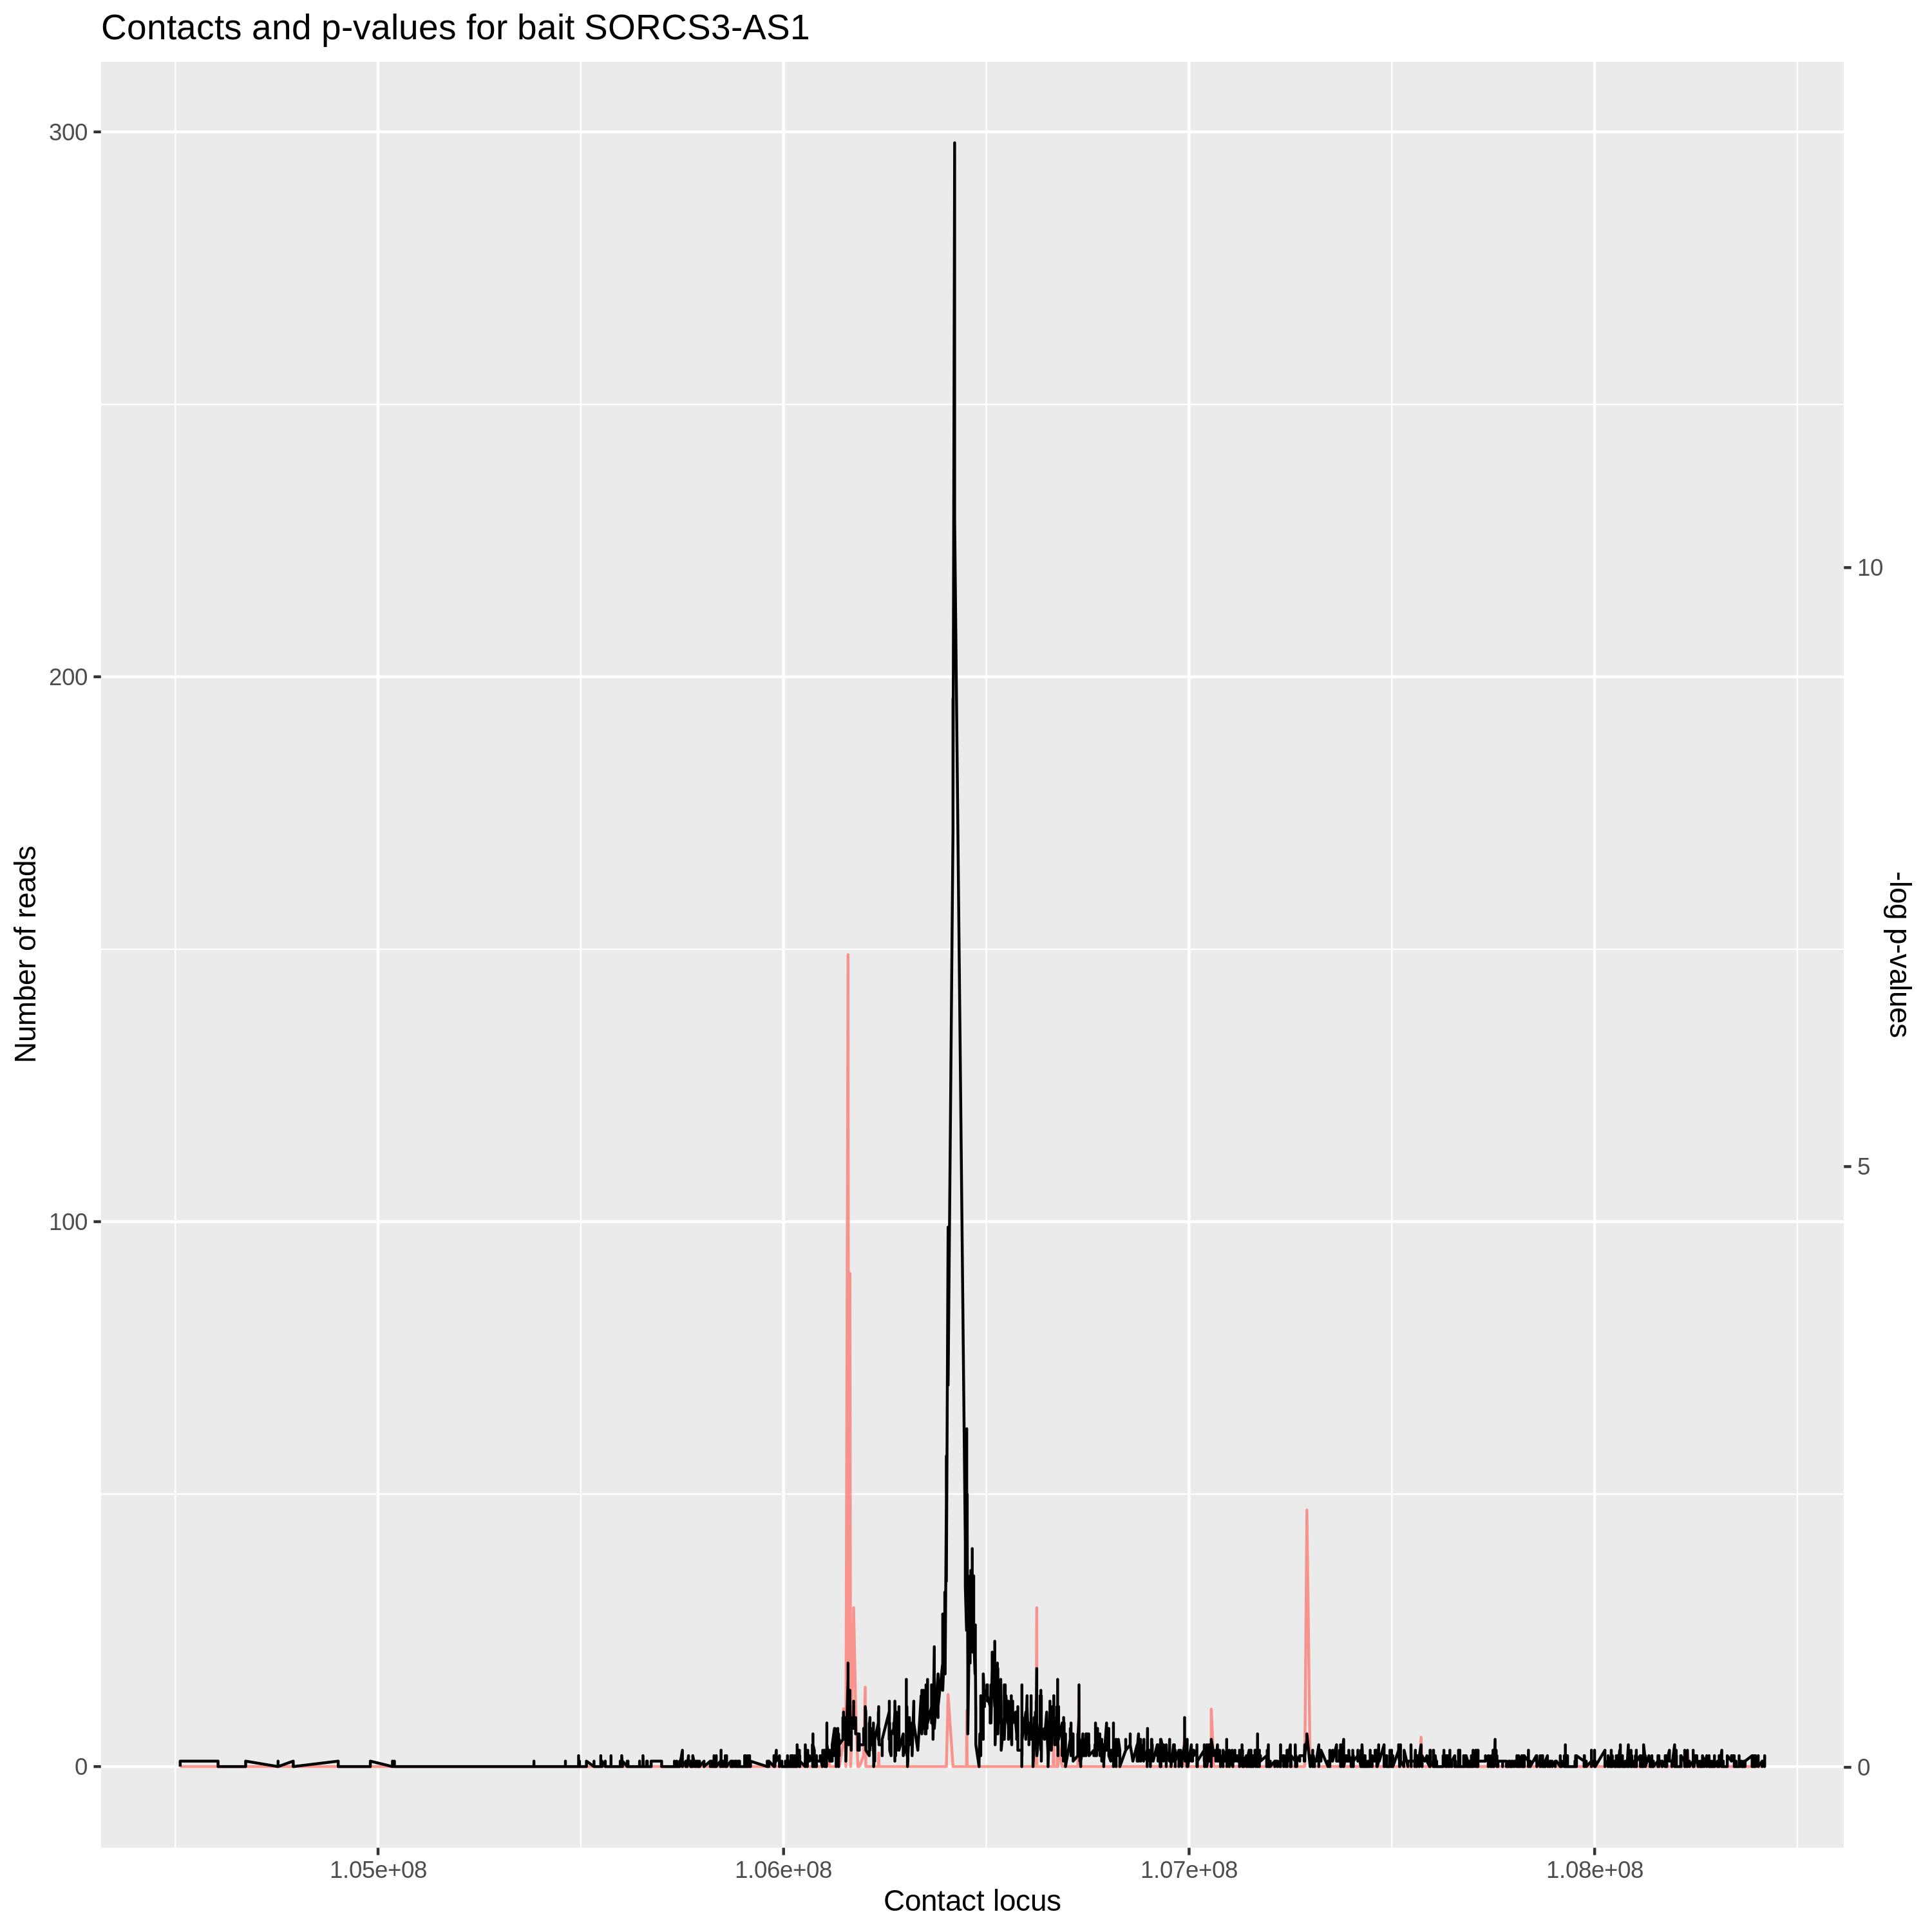 Contacts and p-values for bait SORCS3-AS1
300
200
100
0
Number of reads
10
5
0
-log p-values
1.05e+08
1.06e+08
1.07e+08
1.08e+08
Contact locus